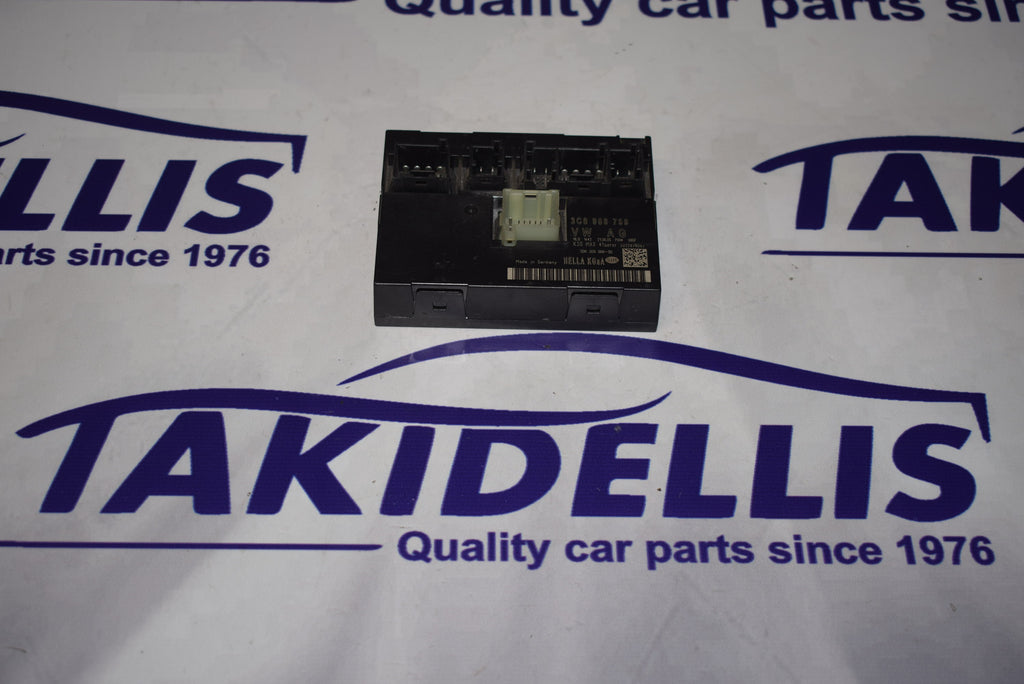 Quality car parts sin
LLIS
arts since 1976
TAK
3C8 959 759
VW AG
Made in Germany HELLA KGaA
TAKIDELLIS
Quality car parts since 1976